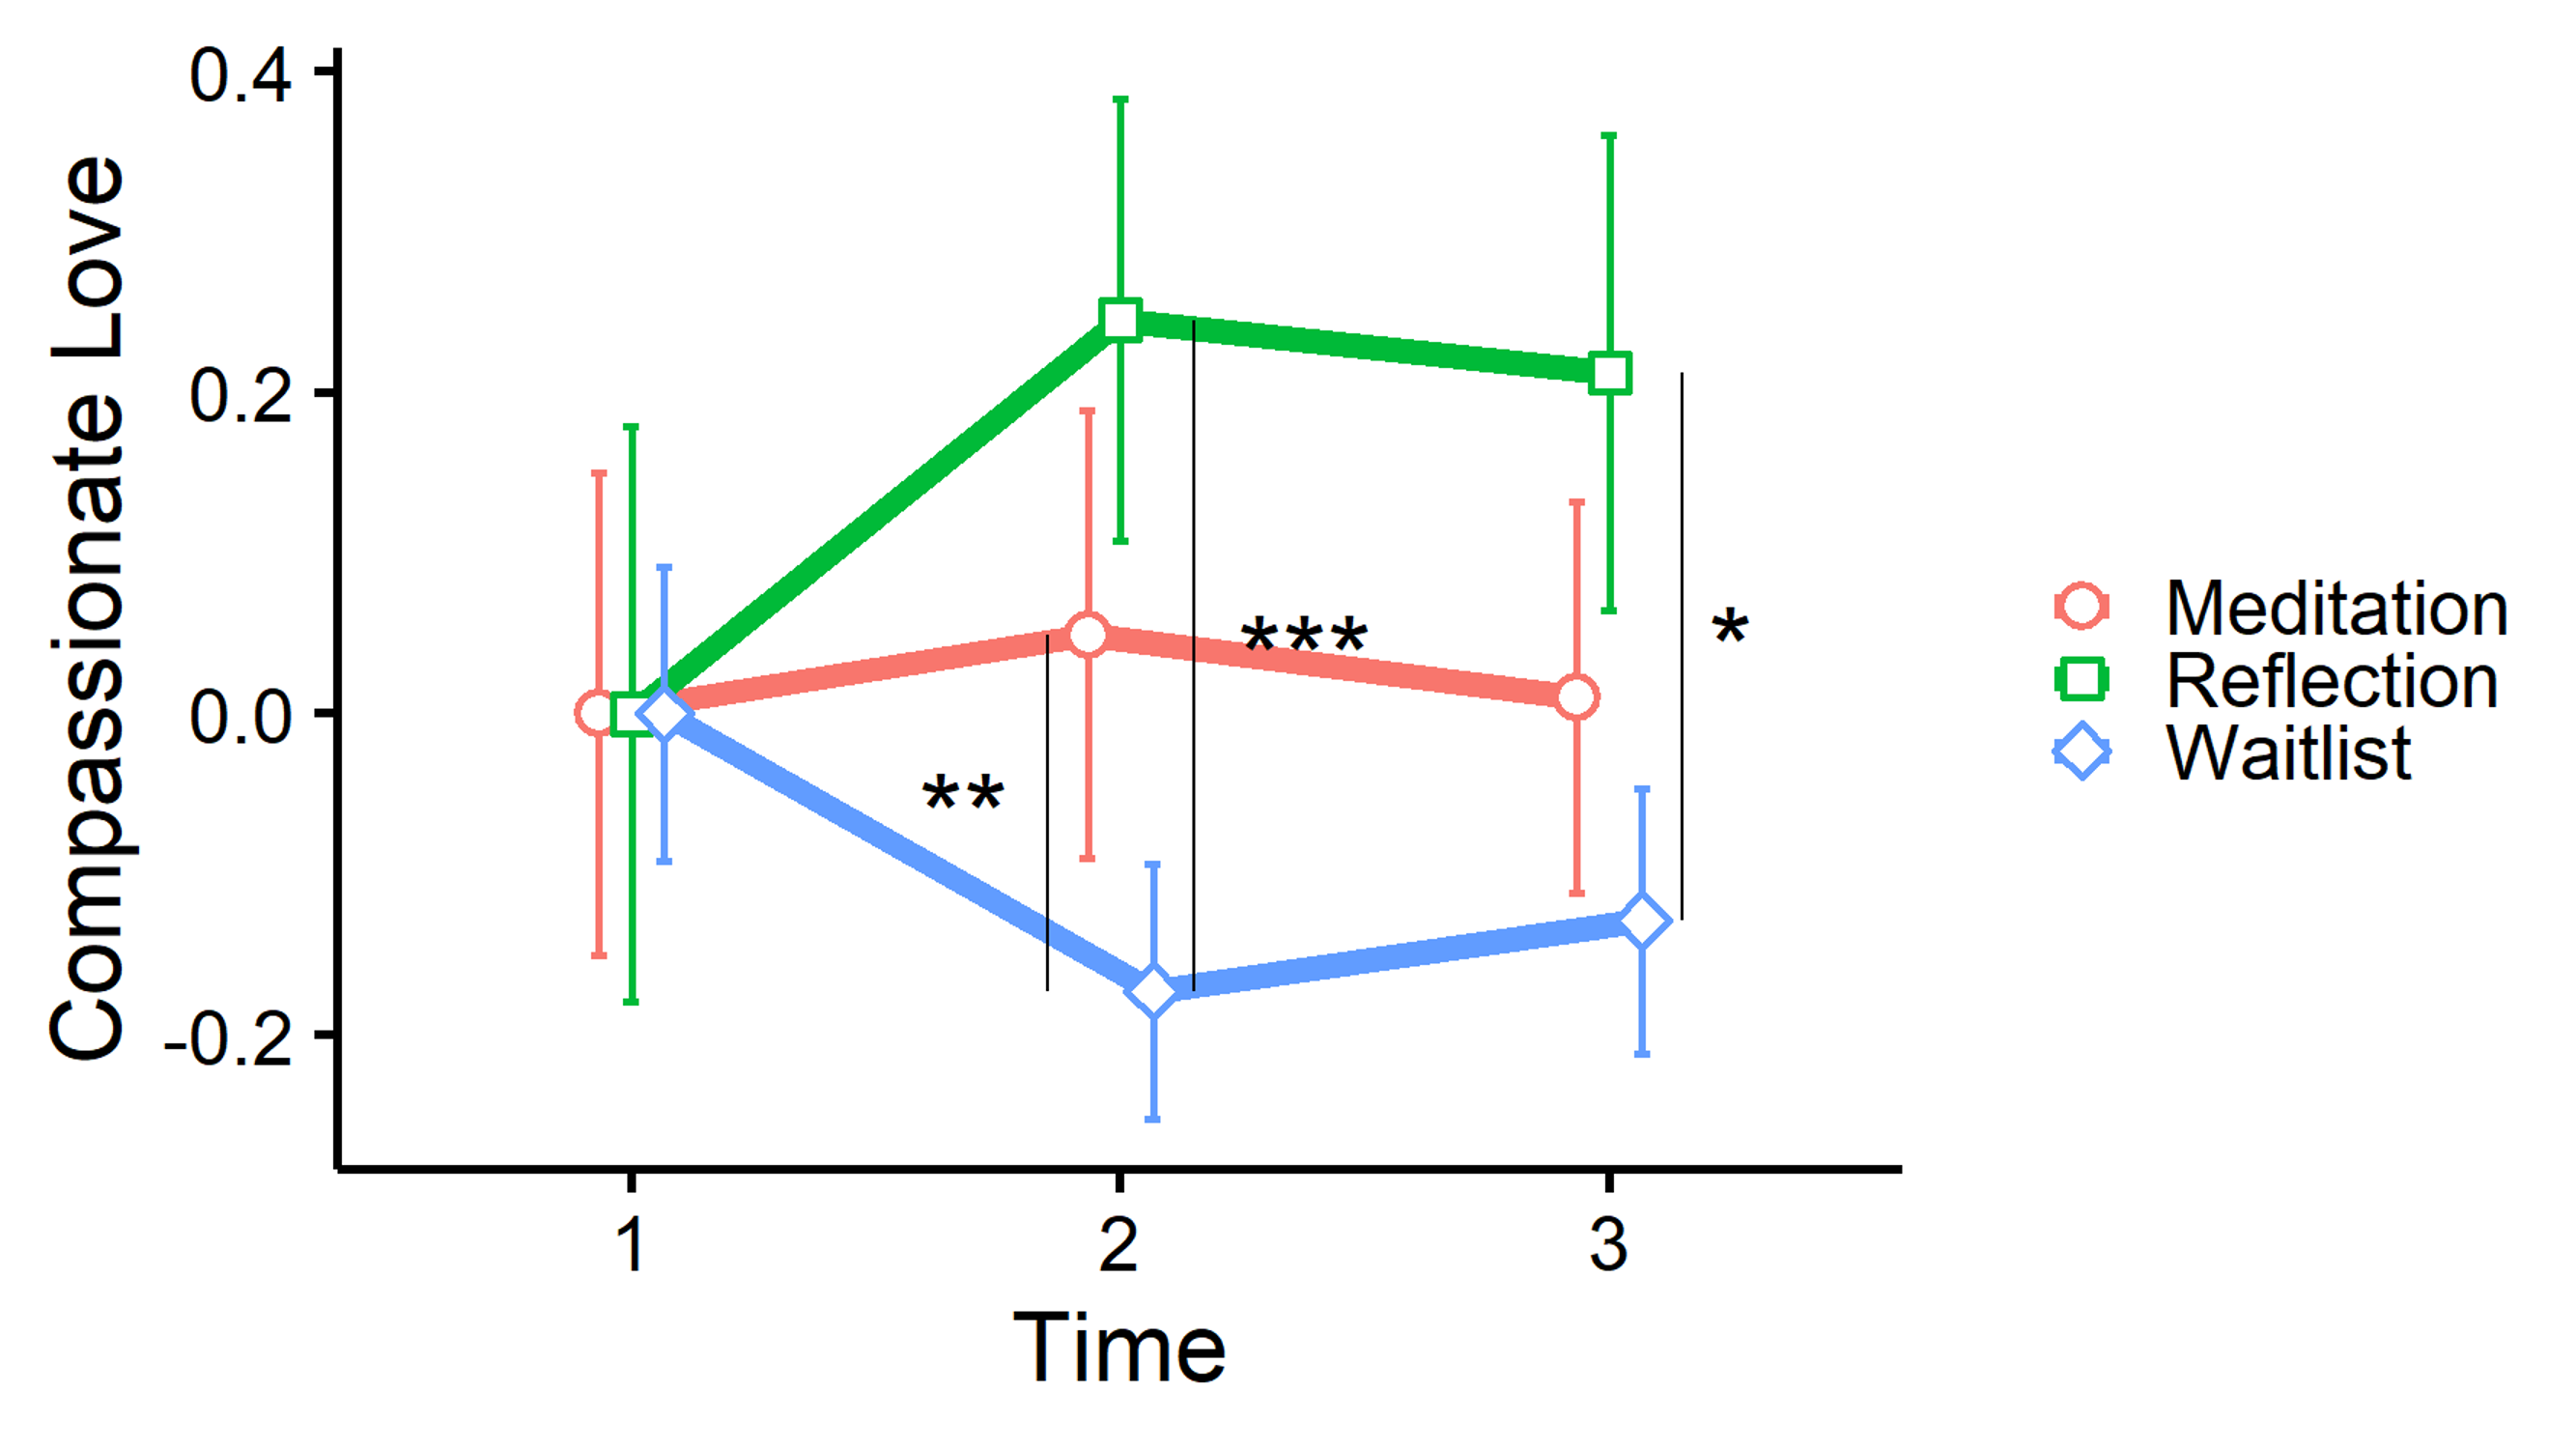 Compassionate Love
0.4
0.2
0.0
-0.2
**
***
*
1
2
3
Time
Meditation
Reflection
Waitlist